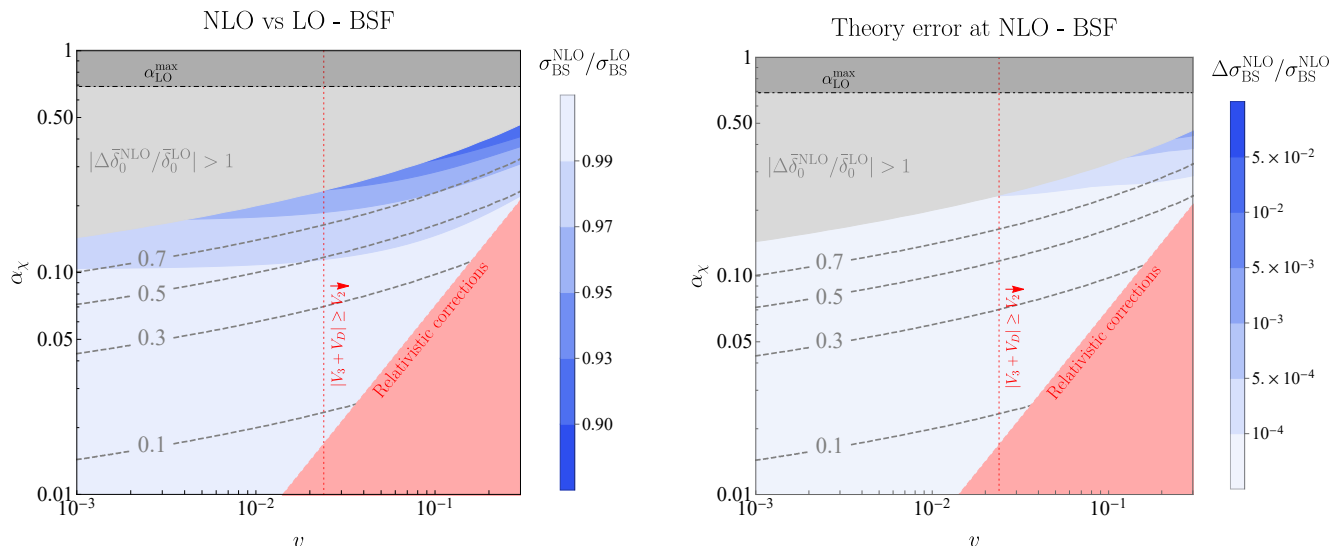 NLO vs LO - BSF
σ_BS^NLO/σ_BS^LO
1
0.50
0.10
0.05
0.01
α_χ
α_LO^max
|Δδ̄_0^NLO/δ̄_0^LO| > 1
0.7
0.5
0.3
0.1
|V_3 + V_D| ≥ V_2
Relativistic corrections
10^−3
10^−2
10^−1
v
0.99
0.97
0.95
0.93
0.90
Theory error at NLO - BSF
Δσ_BS^NLO/σ_BS^NLO
1
0.50
0.10
0.05
0.01
α_χ
α_LO^max
|Δδ̄_0^NLO/δ̄_0^LO| > 1
0.7
0.5
0.3
0.1
|V_3 + V_D| ≥ V_2
Relativistic corrections
10^−3
10^−2
10^−1
v
5.×10^−2
10^−2
5.×10^−3
10^−3
5.×10^−4
10^−4